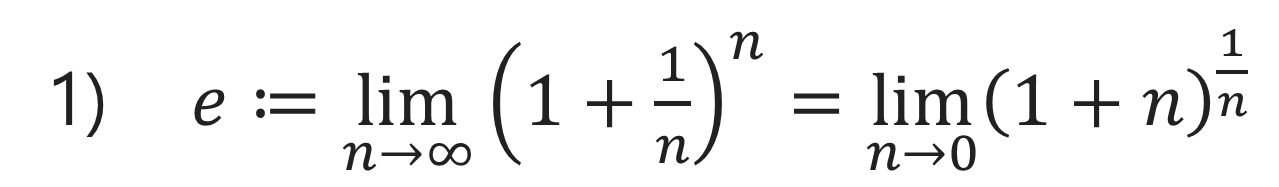 1) e := lim_{n→∞} (1 + 1/n)^n = lim_{n→0} (1 + n)^{1/n}